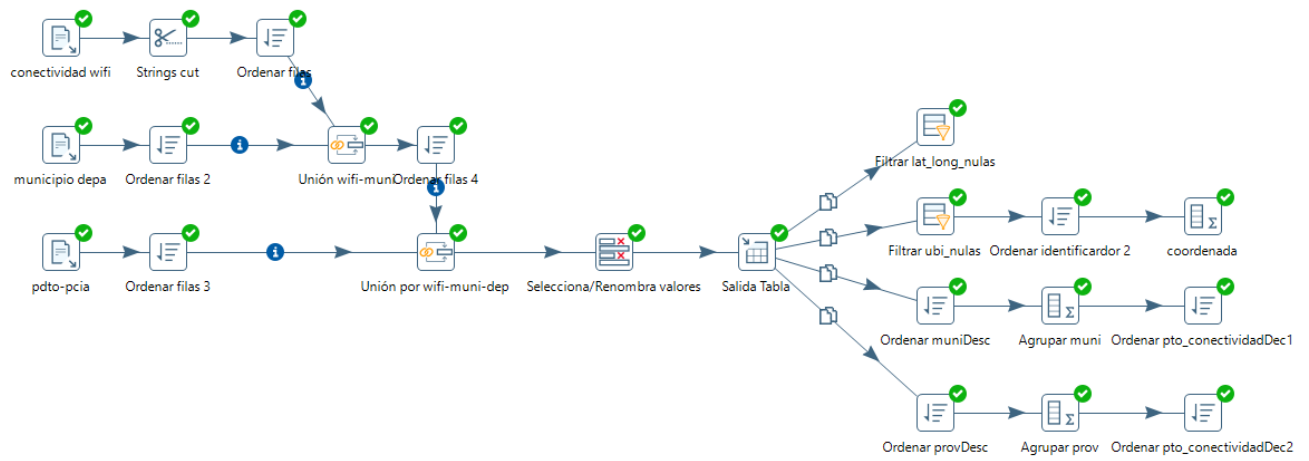 conectividad wifi
Strings cut
Ordenar filas
municipio depa
Ordenar filas 2
Unión wifi-muni
Ordenar filas 4
Filtrar lat_long_nulas
pdto-pcia
Ordenar filas 3
Unión por wifi-muni-dep
Selecciona/Renombra valores
Salida Tabla
Filtrar ubi_nulas
Ordenar identificardor 2
coordenada
Ordenar muniDesc
Agrupar muni
Ordenar pto_conectividadDec1
Ordenar provDesc
Agrupar prov
Ordenar pto_conectividadDec2